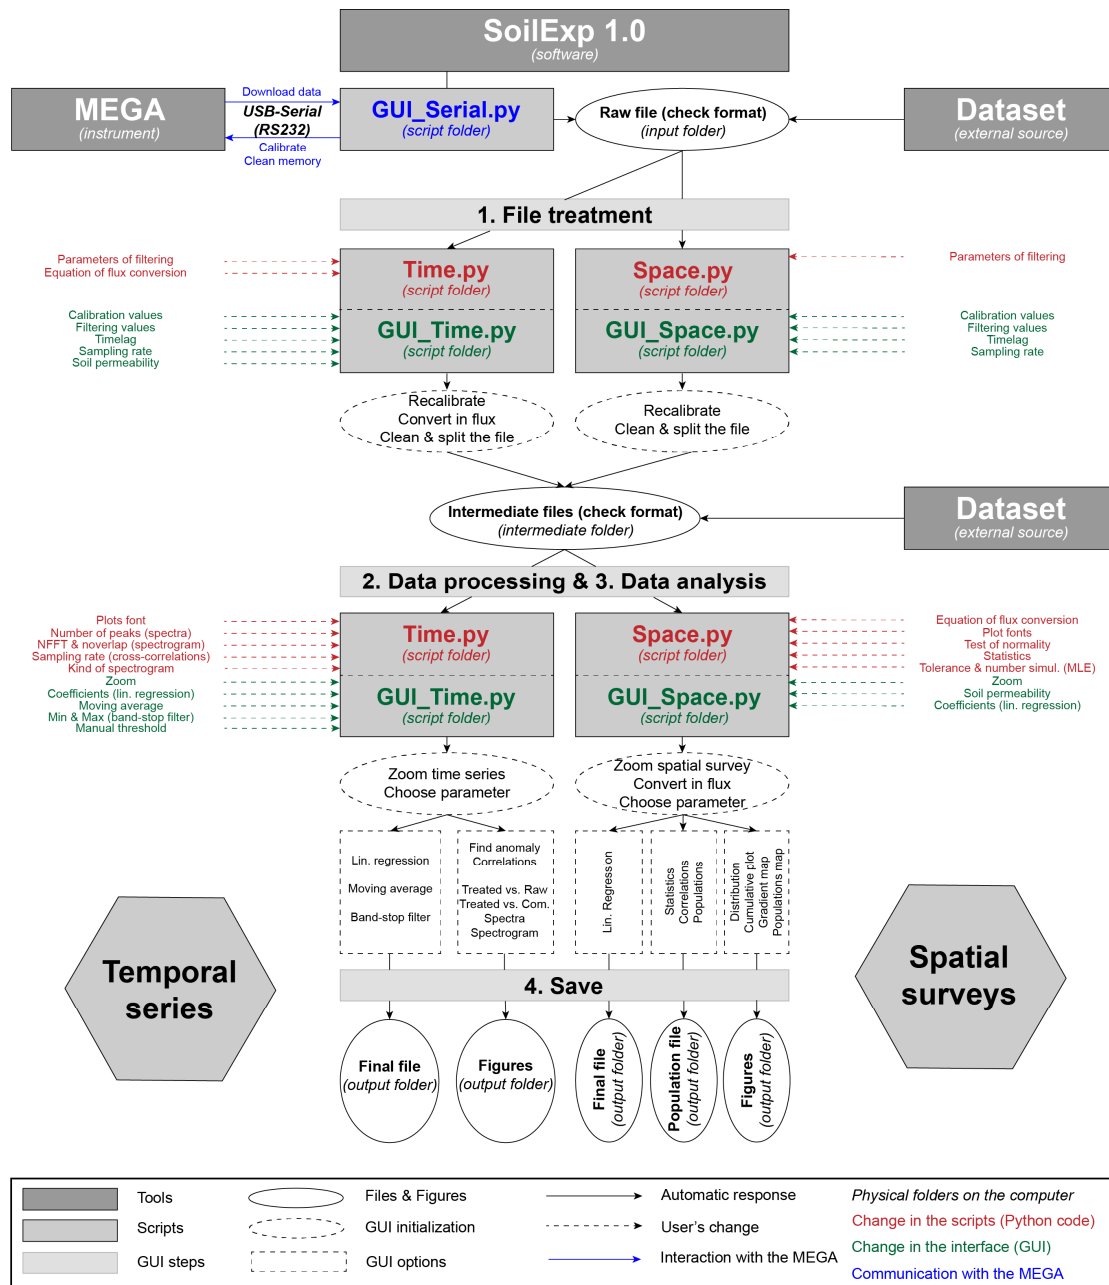 SoilExp 1.0
(software)
MEGA
(instrument)
Download data
USB-Serial
(RS232)
Calibrate
Clean memory
GUI_Serial.py
(script folder)
Raw file (check format)
(input folder)
Dataset
(external source)
1. File treatment
Parameters of filtering
Equation of flux conversion
Calibration values
Filtering values
Timelag
Sampling rate
Soil permeability
Time.py
(script folder)
GUI_Time.py
(script folder)
Space.py
(script folder)
GUI_Space.py
(script folder)
Parameters of filtering
Calibration values
Filtering values
Timelag
Sampling rate
Recalibrate
Convert in flux
Clean & split the file
Recalibrate
Clean & split the file
Intermediate files (check format)
(intermediate folder)
Dataset
(external source)
2. Data processing & 3. Data analysis
Plots font
Number of peaks (spectra)
NFFT & noverlap (spectrogram)
Sampling rate (cross-correlations)
Kind of spectrogram
Zoom
Coefficients (lin. regression)
Moving average
Min & Max (band-stop filter)
Manual threshold
Time.py
(script folder)
GUI_Time.py
(script folder)
Space.py
(script folder)
GUI_Space.py
(script folder)
Equation of flux conversion
Plot fonts
Test of normality
Statistics
Tolerance & number simul. (MLE)
Zoom
Soil permeability
Coefficients (lin. regression)
Zoom time series
Choose parameter
Zoom spatial survey
Convert in flux
Choose parameter
Lin. regression
Moving average
Band-stop filter
Find anomaly
Correlations
Treated vs. Raw
Treated vs. Com.
Spectra
Spectrogram
Lin. Regression
Statistics
Correlations
Populations
Distribution
Cumulative plot
Gradient map
Populations map
Temporal
series
Spatial
surveys
4. Save
Final file
(output folder)
Figures
(output folder)
Final file
(output folder)
Population file
(output folder)
Figures
(output folder)
Tools
Scripts
GUI steps
Files & Figures
GUI initialization
GUI options
Automatic response
User's change
Interaction with the MEGA
Physical folders on the computer
Change in the scripts (Python code)
Change in the interface (GUI)
Communication with the MEGA